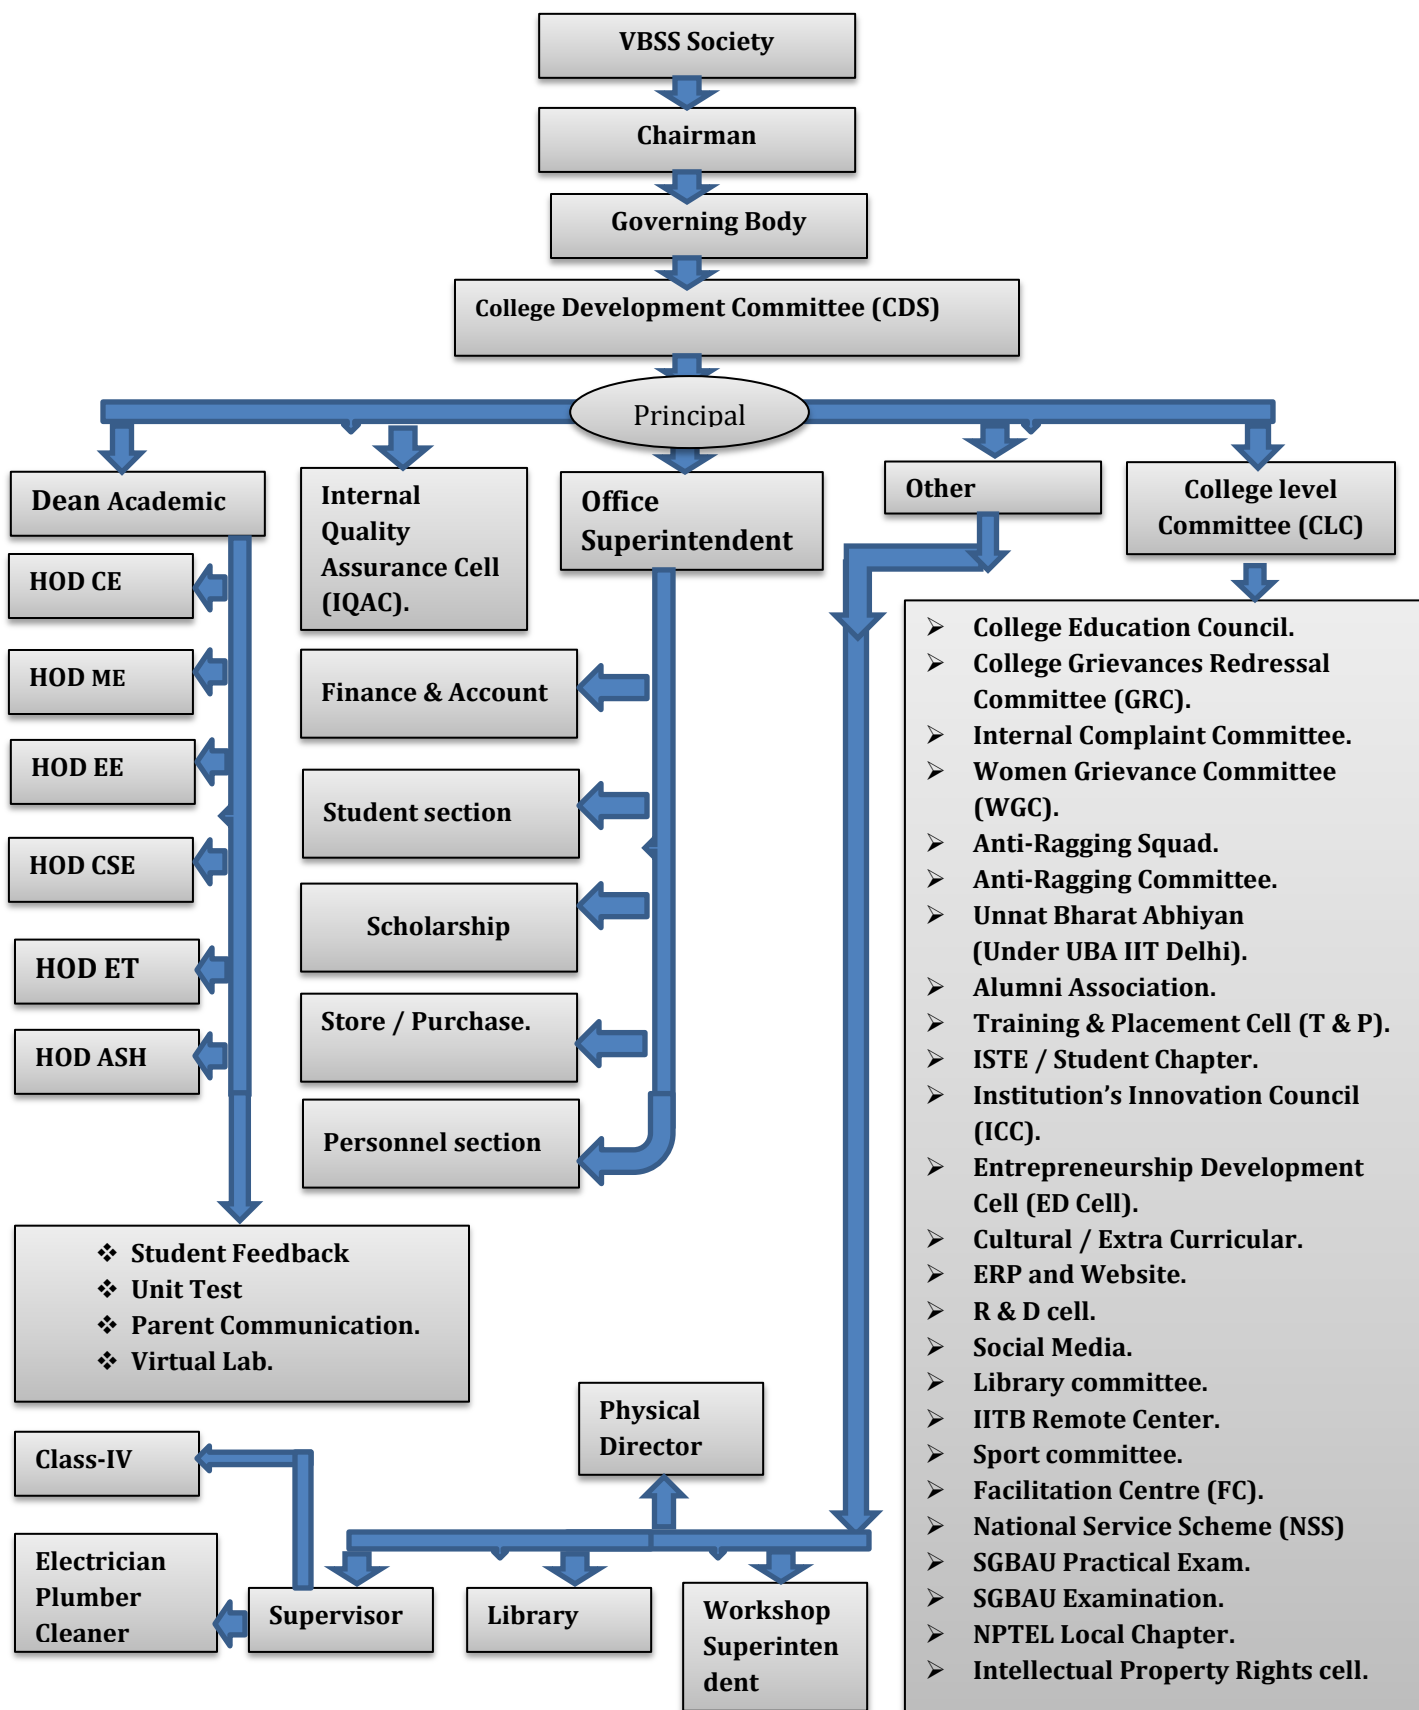 VBSS Society
Chairman
Governing Body
College Development Committee (CDS)
Principal
Dean Academic
Internal
Quality
Assurance Cell
(IQAC).
Office
Superintendent
Other
College level
Committee (CLC)
HOD CE
HOD ME
HOD EE
HOD CSE
HOD ET
HOD ASH
Finance & Account
Student section
Scholarship
Store / Purchase.
Personnel section
➢ College Education Council.
➢ College Grievances Redressal
Committee (GRC).
➢ Internal Complaint Committee.
➢ Women Grievance Committee
(WGC).
➢ Anti-Ragging Squad.
➢ Anti-Ragging Committee.
➢ Unnat Bharat Abhiyan
(Under UBA IIT Delhi).
➢ Alumni Association.
➢ Training & Placement Cell (T & P).
➢ ISTE / Student Chapter.
➢ Institution’s Innovation Council
(ICC).
➢ Entrepreneurship Development
Cell (ED Cell).
➢ Cultural / Extra Curricular.
➢ ERP and Website.
➢ R & D cell.
➢ Social Media.
➢ Library committee.
➢ IITB Remote Center.
➢ Sport committee.
➢ Facilitation Centre (FC).
➢ National Service Scheme (NSS)
➢ SGBAU Practical Exam.
➢ SGBAU Examination.
➢ NPTEL Local Chapter.
➢ Intellectual Property Rights cell.
❖ Student Feedback
❖ Unit Test
❖ Parent Communication.
❖ Virtual Lab.
Physical
Director
Class-IV
Electrician
Plumber
Cleaner
Supervisor
Library
Workshop
Superinten
dent